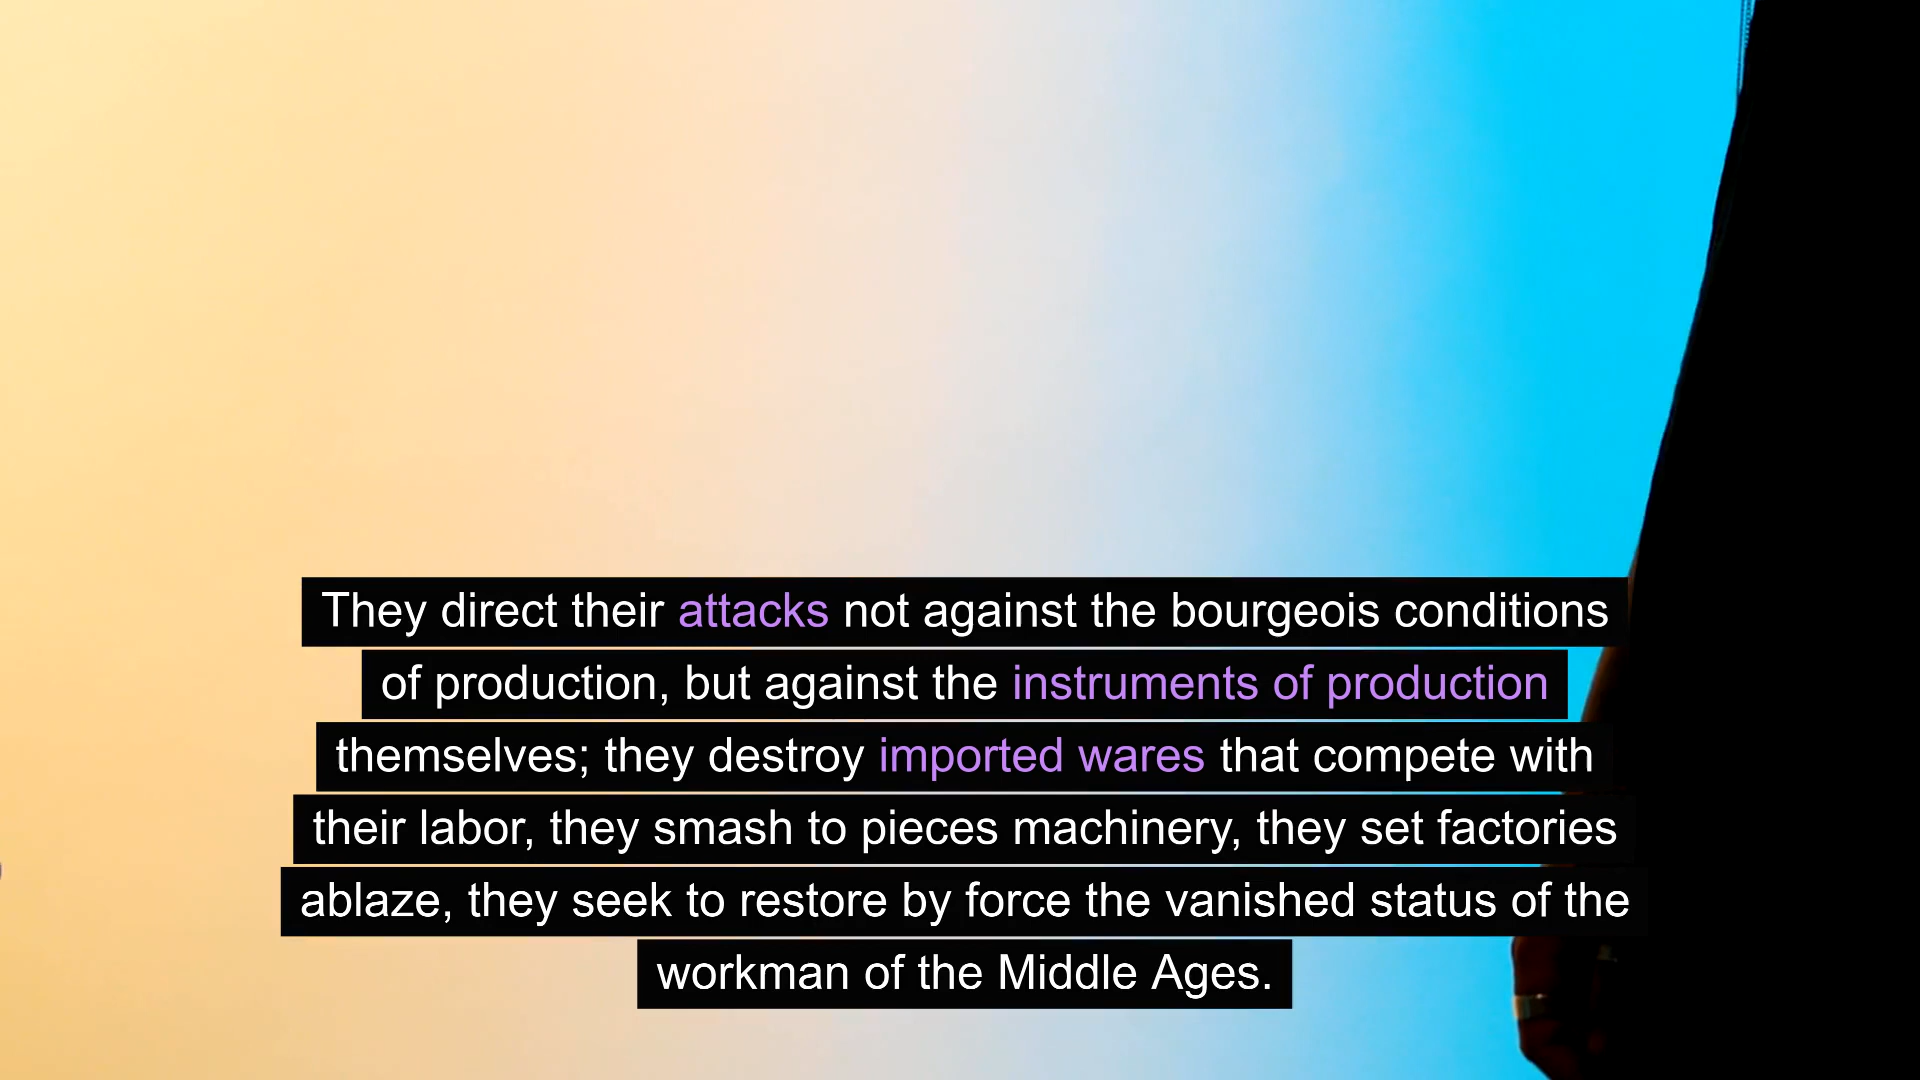 They direct their attacks not against the bourgeois conditions
of production, but against the instruments of production
themselves; they destroy imported wares that compete with
their labor, they smash to pieces machinery, they set factories
ablaze, they seek to restore by force the vanished status of the
workman of the Middle Ages.